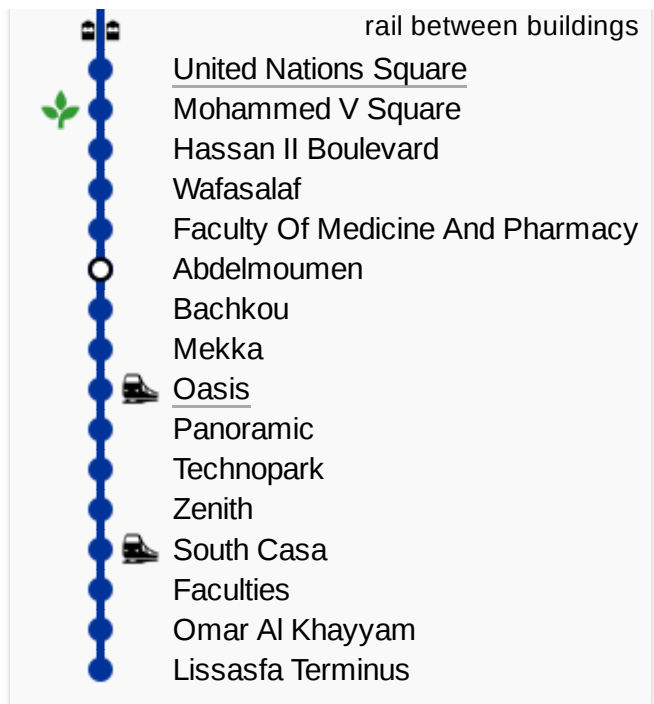 rail between buildings
United Nations Square
Mohammed V Square
Hassan II Boulevard
Wafasalaf
Faculty Of Medicine And Pharmacy
Abdelmoumen
Bachkou
Mekka
Oasis
Panoramic
Technopark
Zenith
South Casa
Faculties
Omar Al Khayyam
Lissasfa Terminus